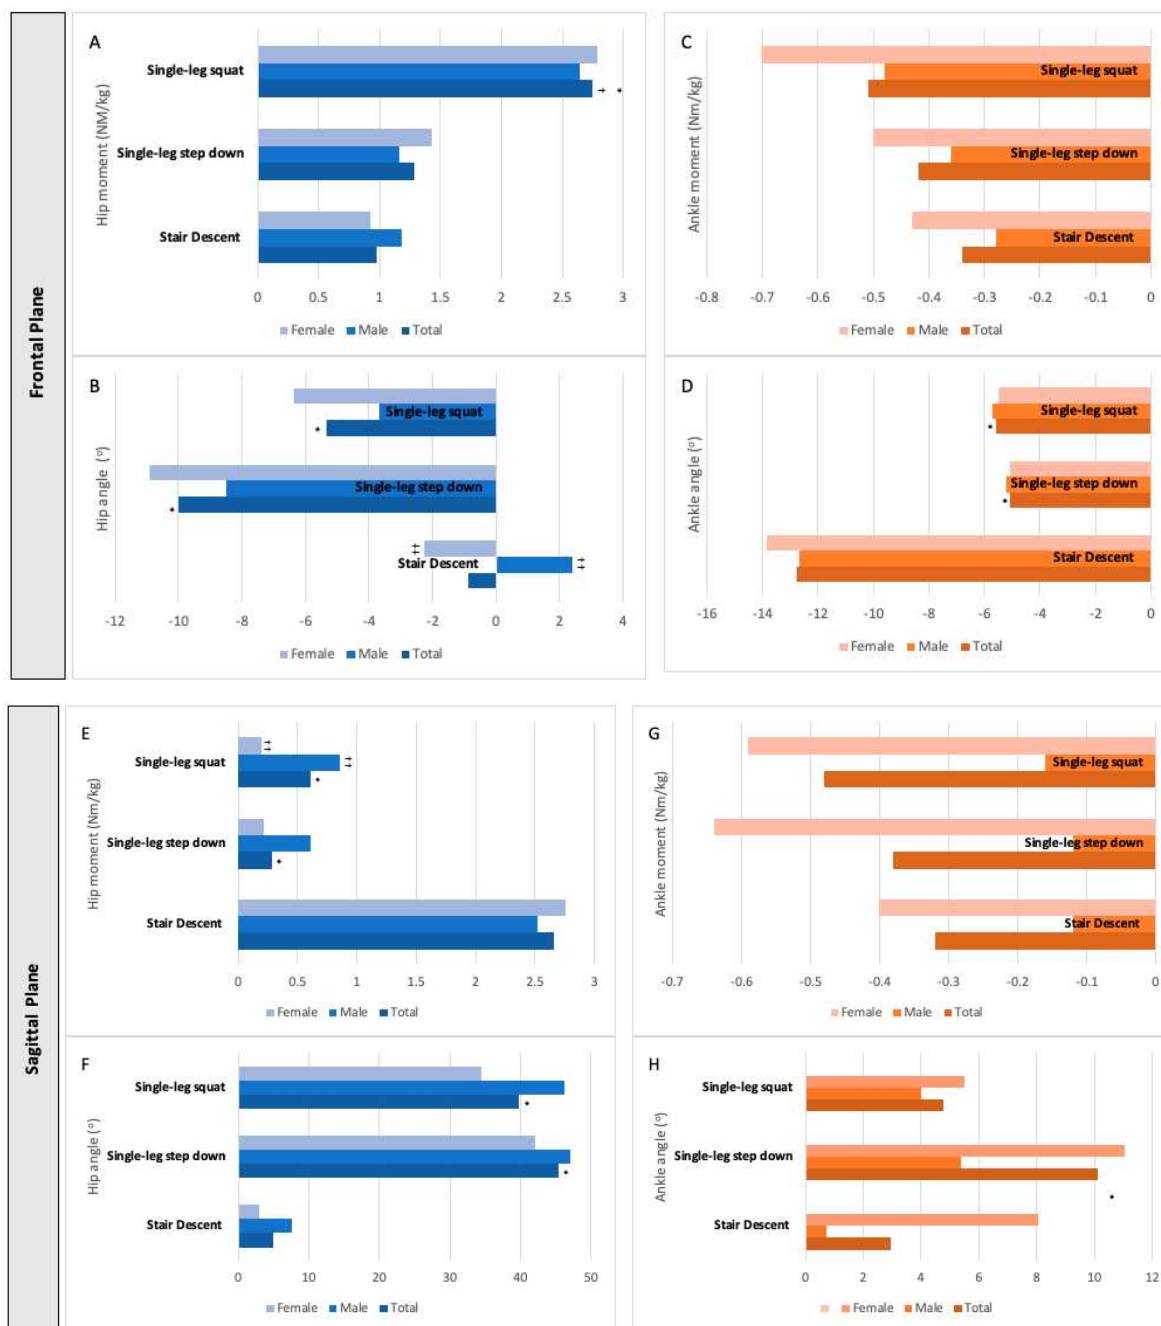 Frontal Plane
A
Hip moment (NM/kg)
Single-leg squat
Single-leg step down
Stair Descent
0 0.5 1 1.5 2 2.5 3
Female Male Total
C
Ankle moment (Nm/kg)
Single-leg squat
Single-leg step down
Stair Descent
-0.8 -0.7 -0.6 -0.5 -0.4 -0.3 -0.2 -0.1 0
Female Male Total
B
Hip angle (º)
Single-leg squat
*
Single-leg step down
*
††
Stair Descent
††
-12 -10 -8 -6 -4 -2 0 2 4
Female Male Total
D
Ankle angle (º)
Single-leg squat
*
Single-leg step down
*
Stair Descent
-16 -14 -12 -10 -8 -6 -4 -2 0
Female Male Total
Sagittal Plane
E
Hip moment (Nm/kg)
††
Single-leg squat
††
*
Single-leg step down
*
Stair Descent
0 0.5 1 1.5 2 2.5 3
Female Male Total
G
Ankle moment (Nm/kg)
Single-leg squat
Single-leg step down
Stair Descent
-0.7 -0.6 -0.5 -0.4 -0.3 -0.2 -0.1 0
Female Male Total
F
Hip angle (º)
Single-leg squat
*
Single-leg step down
*
Stair Descent
0 10 20 30 40 50
Female Male Total
H
Ankle angle (º)
Single-leg squat
Single-leg step down
*
Stair Descent
0 2 4 6 8 10 12
Female Male Total